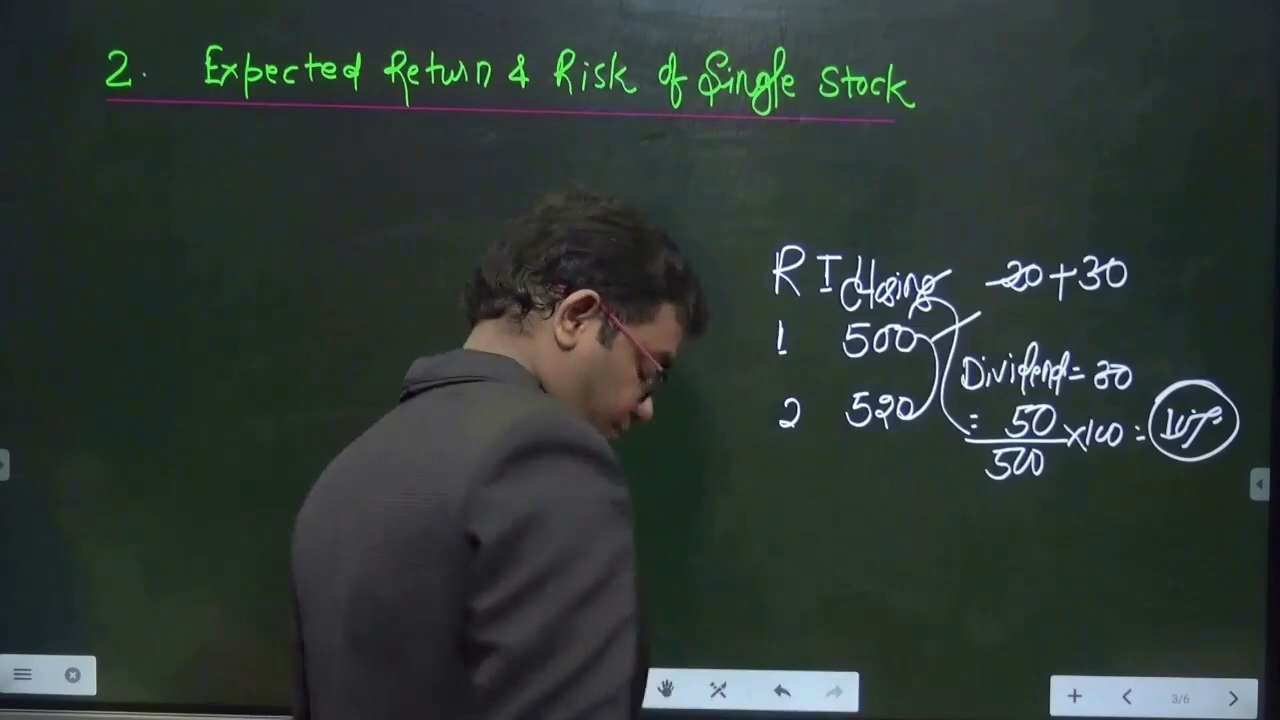 2. Expected Return & Risk of Single Stock
R I Closing 20+30
1 500
Dividend = 30
2 520
= 50/500 × 100 = 10%
3/6